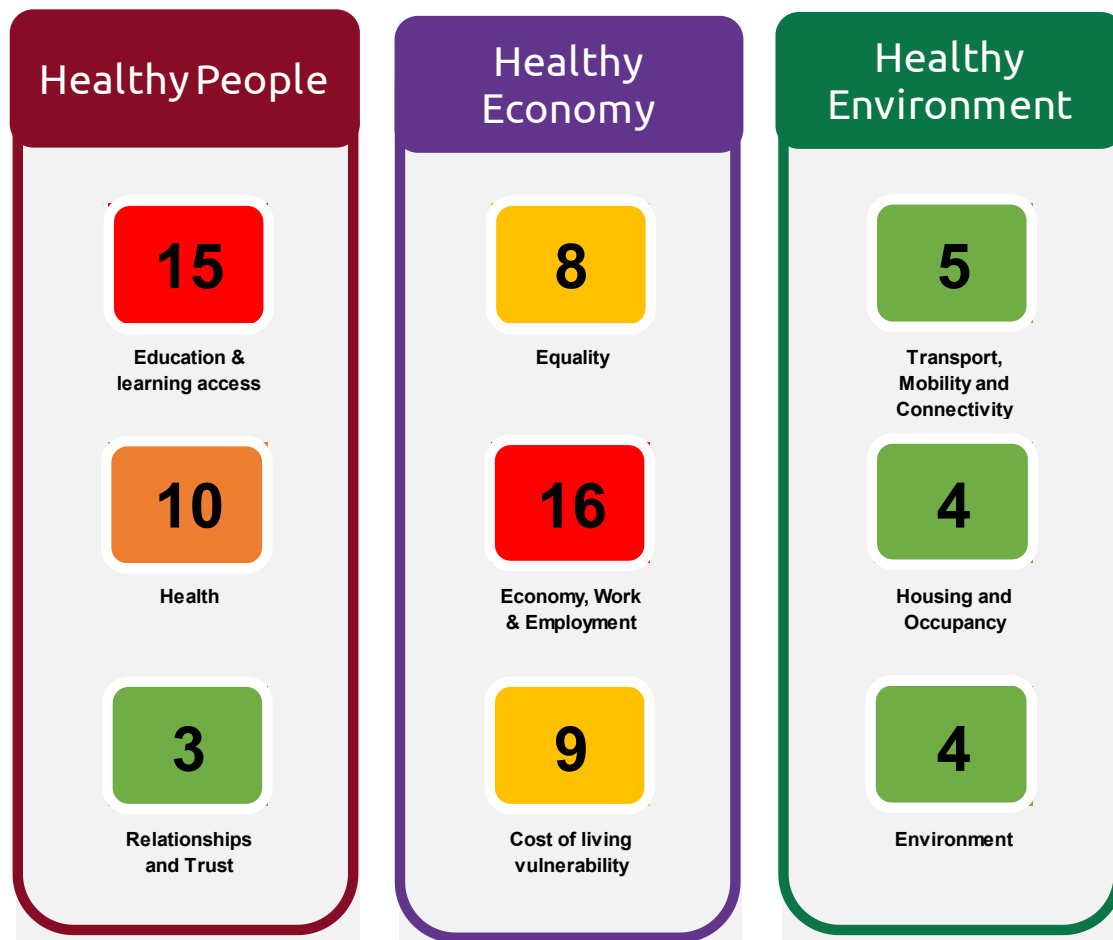 Healthy People
15
Education &
learning access
10
Health
3
Relationships
and Trust
Healthy
Economy
8
Equality
16
Economy, Work
& Employment
9
Cost of living
vulnerability
Healthy
Environment
5
Transport,
Mobility and
Connectivity
4
Housing and
Occupancy
4
Environment